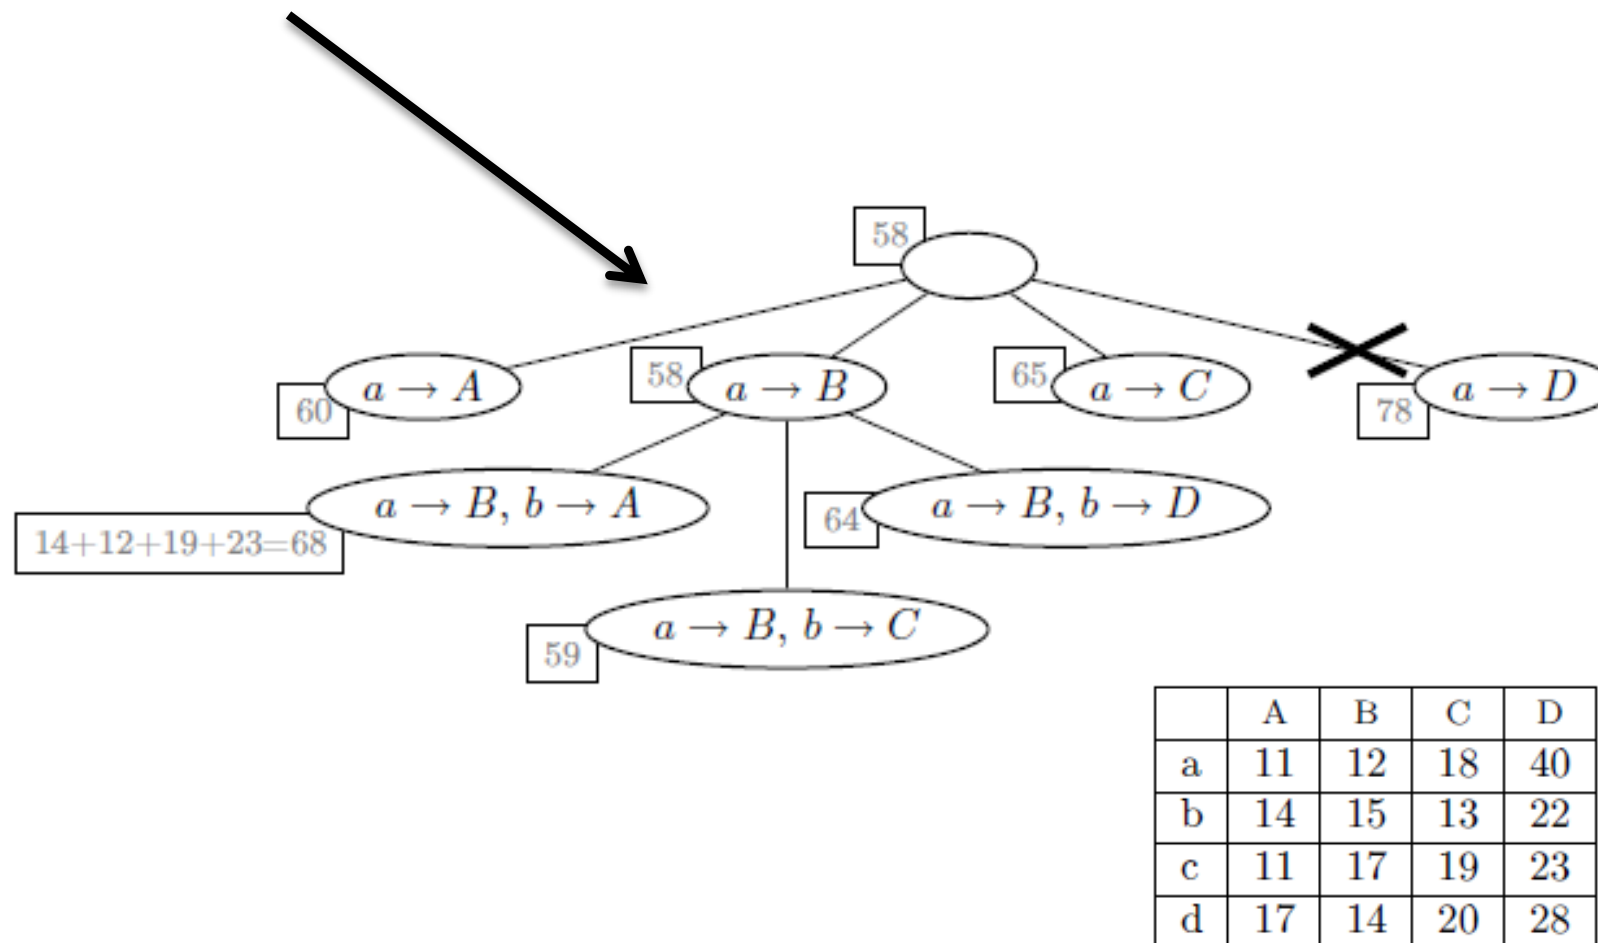 58
a → A
58
a → B
65
a → C
a → D
60
78
a → B, b → A
64
a → B, b → D
14+12+19+23=68
a → B, b → C
59
A B C D
a 11 12 18 40
b 14 15 13 22
c 11 17 19 23
d 17 14 20 28